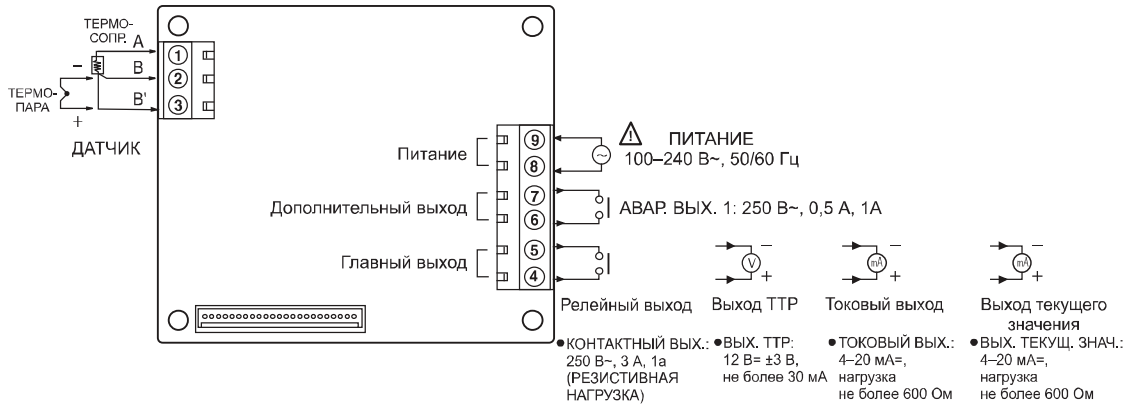 ТЕРМО-
СОПР.
A
1
–
B
2
ТЕРМО-
ПАРА
B'
3
+
ДАТЧИК
9
ПИТАНИЕ
Питание
100–240 В~, 50/60 Гц
8
7
Дополнительный выход
АВАР. ВЫХ. 1: 250 В~, 0,5 А, 1А
6
5
Главный выход
4
– V +
– mA +
– mA +
Релейный выход
Выход ТТР
Токовый выход
Выход текущего
значения
●КОНТАКТНЫЙ ВЫХ.:
250 В~, 3 А, 1а
(РЕЗИСТИВНАЯ
НАГРУЗКА)
●ВЫХ. ТТР:
12 В= ±3 В,
не более 30 мА
●ТОКОВЫЙ ВЫХ.:
4–20 мА=,
нагрузка
не более 600 Ом
●ВЫХ. ТЕКУЩ. ЗНАЧ.:
4–20 мА=,
нагрузка
не более 600 Ом